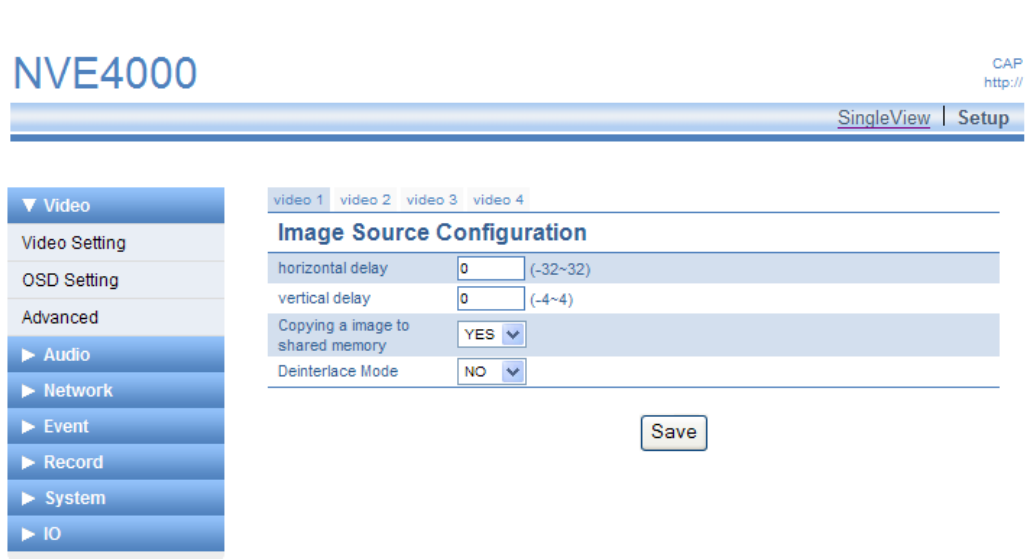 NVE4000
CAP
http://
SingleView | Setup
▼ Video
Video Setting
OSD Setting
Advanced
▶ Audio
▶ Network
▶ Event
▶ Record
▶ System
▶ IO
video 1 video 2 video 3 video 4
Image Source Configuration
horizontal delay 0 (-32~32)
vertical delay 0 (-4~4)
Copying a image to
shared memory YES
Deinterlace Mode NO
Save